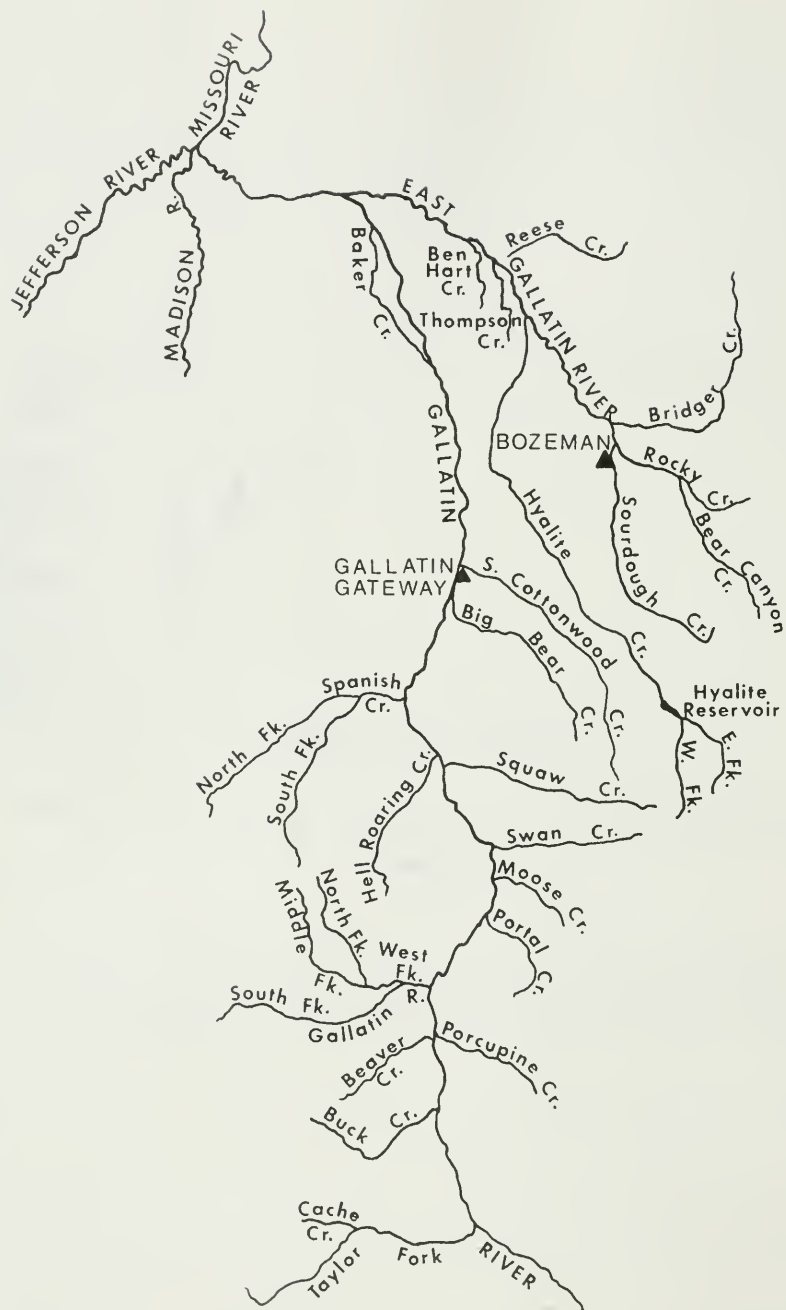 MISSOURI
RIVER
JEFFERSON RIVER
MADISON R.
EAST
GALLATIN RIVER
Reese Cr.
Ben
Hart
Cr.
Thompson
Cr.
Baker Cr.
Bridger Cr.
BOZEMAN
Rocky Cr.
Bear Canyon
Cr.
Sourdough Cr.
GALLATIN
Hyalite Cr.
GALLATIN
GATEWAY
S. Cottonwood Cr.
Big Bear Cr.
Hyalite
Reservoir
E. Fk.
W. Fk.
Spanish
Cr.
North Fk.
South Fk.
Hell Roaring Cr.
Squaw Cr.
Swan Cr.
Moose Cr.
Portal Cr.
Middle Fk.
North Fk.
West
Fk.
R.
South Fk.
Gallatin
Beaver
Cr.
Porcupine Cr.
Buck Cr.
Cache
Cr.
Taylor Fork
RIVER